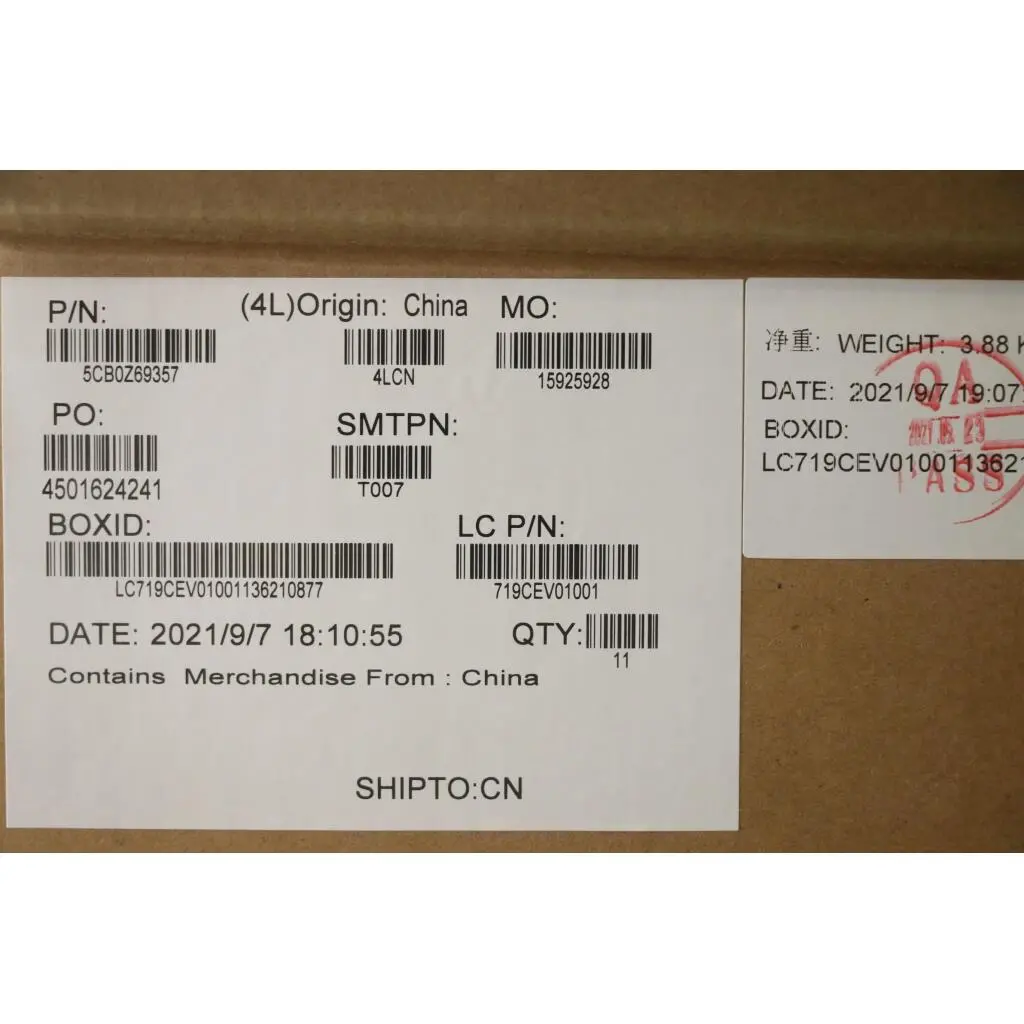 P/N: (4L)Origin: China MO:
5CB0Z69357 4LCN 15925928
PO: SMTPN:
4501624241 T007
BOXID: LC P/N:
LC719CEV01001136210877 719CEV01001
DATE: 2021/9/7 18:10:55 QTY:
11
Contains Merchandise From : China
SHIPTO:CN
净重: WEIGHT: 3.88
DATE: 2021/9/7 19:07
BOXID:
LC719CEV0100113621
QA
PASS